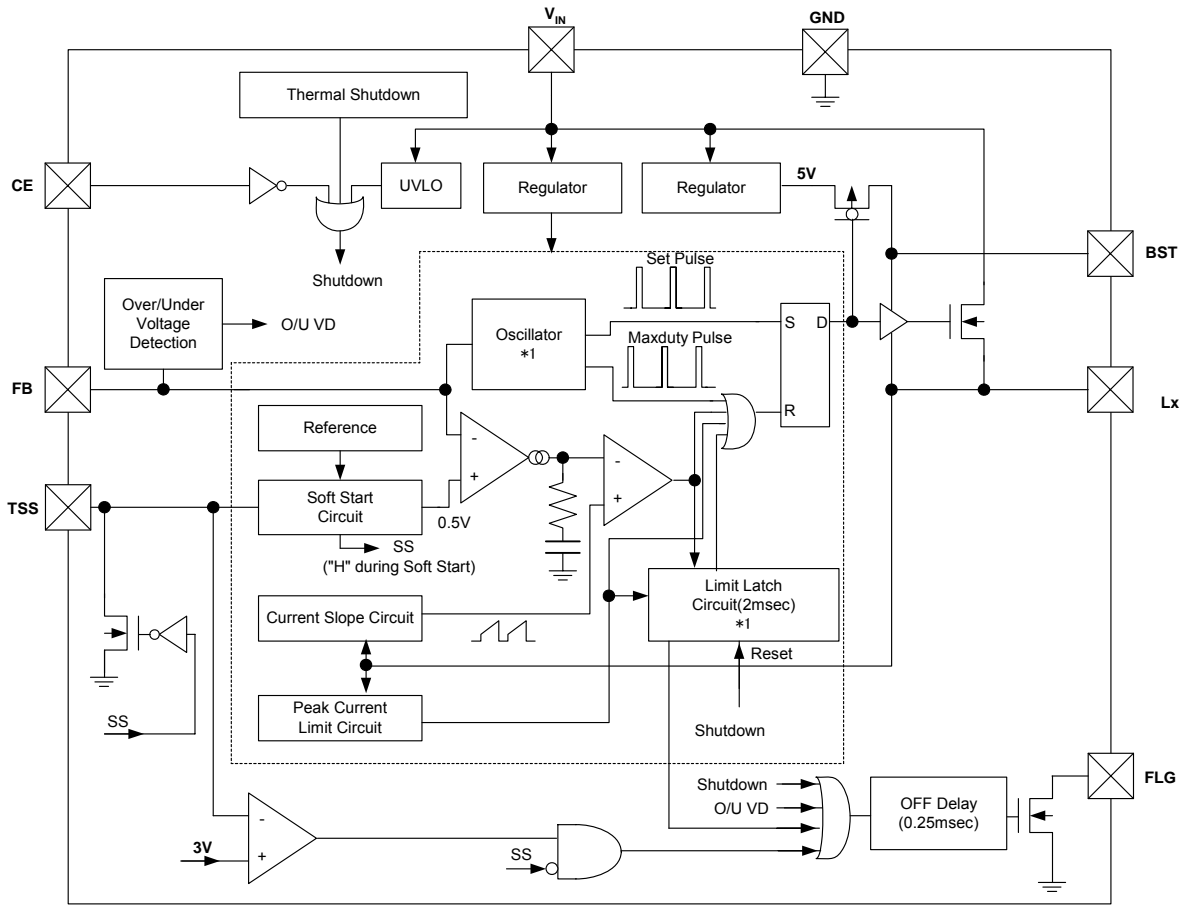 VIN
GND
Thermal Shutdown
CE
UVLO
Regulator
Regulator
5V
BST
Shutdown
Set Pulse
Over/Under
Voltage
Detection
O/U VD
Oscillator
*1
S
D
Maxduty Pulse
FB
Lx
R
Reference
-
+
-
+
TSS
Soft Start
Circuit
0.5V
SS
("H" during Soft Start)
Limit Latch
Circuit(2msec)
*1
Current Slope Circuit
Reset
Peak Current
Limit Circuit
SS
Shutdown
FLG
Shutdown
O/U VD
OFF Delay
(0.25msec)
-
+
3V
SS